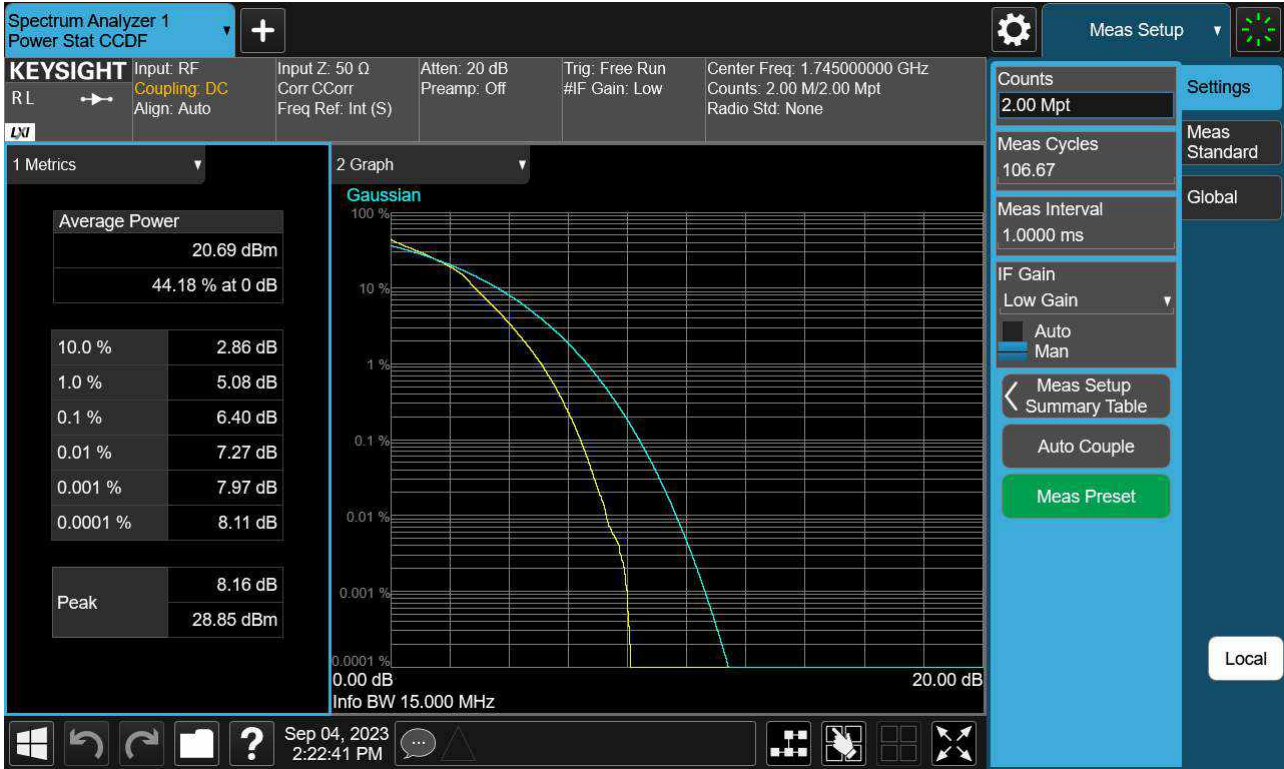 Spectrum Analyzer 1
Power Stat CCDF
+
Meas Setup
KEYSIGHT
R L
LXI
Input: RF
Coupling: DC
Align: Auto
Input Z: 50 Ω
Corr CCorr
Freq Ref: Int (S)
Atten: 20 dB
Preamp: Off
Trig: Free Run
#IF Gain: Low
Center Freq: 1.745000000 GHz
Counts: 2.00 M/2.00 Mpt
Radio Std: None
1 Metrics
Average Power
20.69 dBm
44.18 % at 0 dB
10.0 % 2.86 dB
1.0 % 5.08 dB
0.1 % 6.40 dB
0.01 % 7.27 dB
0.001 % 7.97 dB
0.0001 % 8.11 dB
Peak
8.16 dB
28.85 dBm
2 Graph
Gaussian
100 %
10 %
1 %
0.1 %
0.01 %
0.001 %
0.0001 %
0.00 dB 20.00 dB
Info BW 15.000 MHz
Counts
2.00 Mpt
Meas Cycles
106.67
Meas Interval
1.0000 ms
IF Gain
Low Gain
Auto
Man
Meas Setup
Summary Table
Auto Couple
Meas Preset
Settings
Meas
Standard
Global
Local
?
Sep 04, 2023
2:22:41 PM